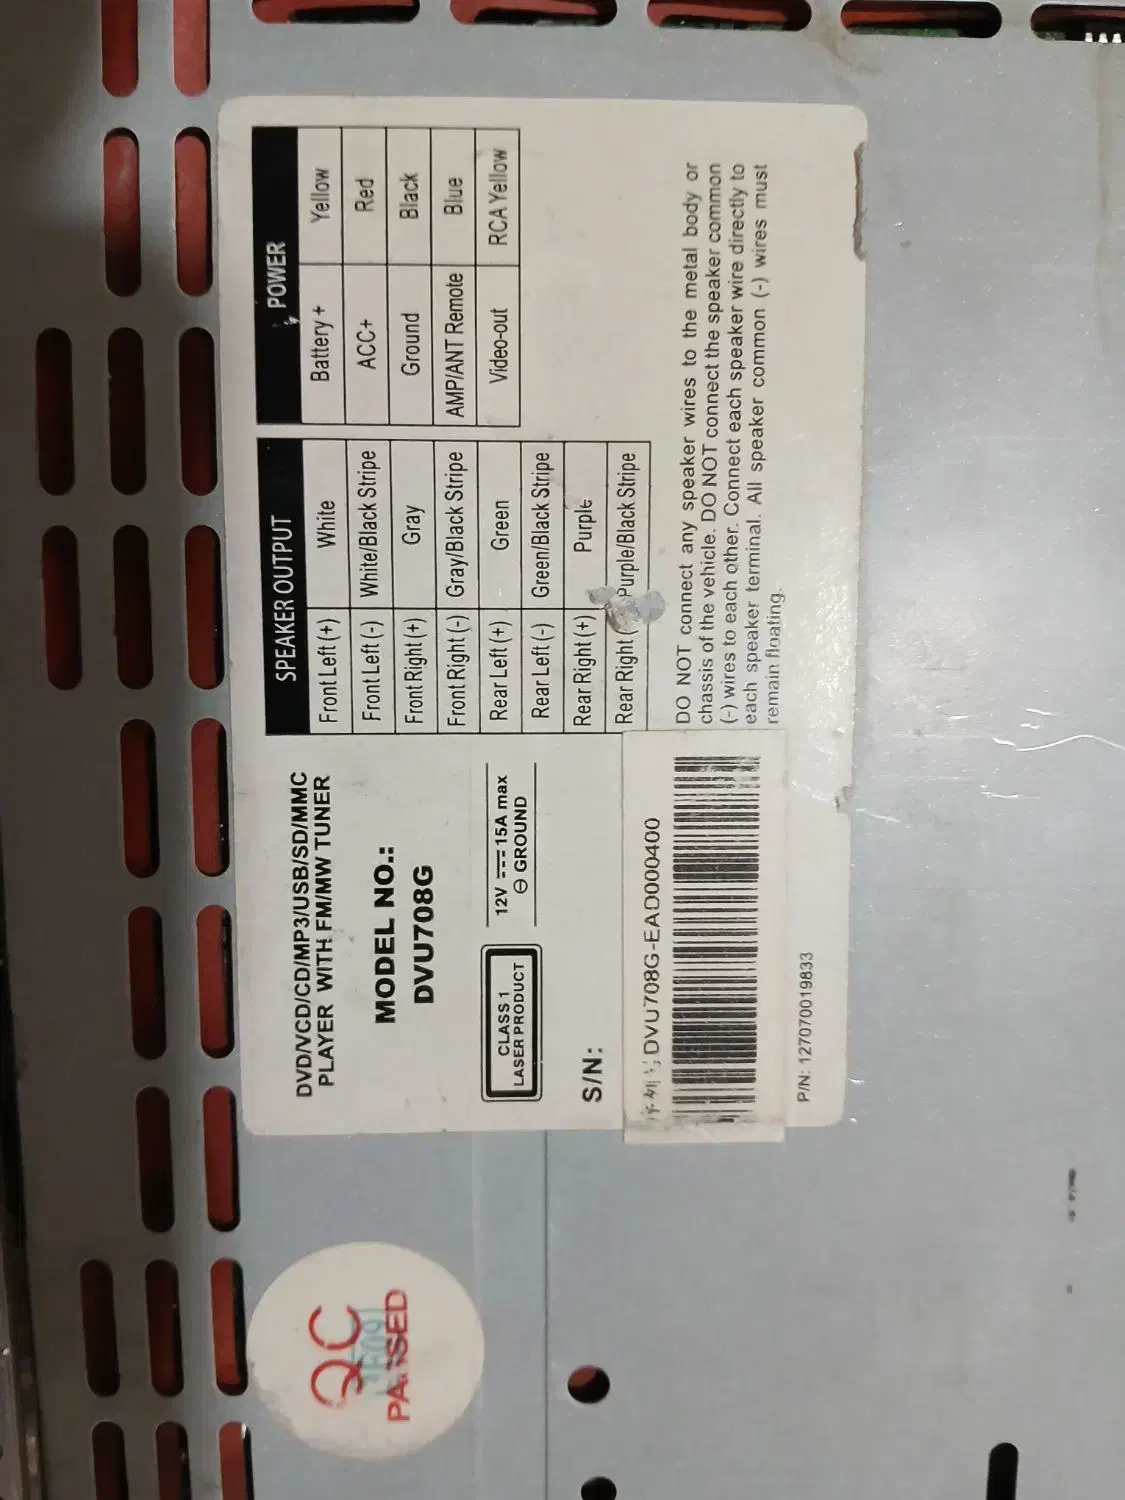 DVD/VCD/CD/MP3/USB/SD/MMC
PLAYER WITH FM/MW TUNER
MODEL NO.:
DVU708G
CLASS 1
LASER PRODUCT
12V ⎓ 15A max
⊖ GROUND
S/N:
DVU708G-EAD000400
P/N: 127070019833
SPEAKER OUTPUT
Front Left (+) White
Front Left (-) White/Black Stripe
Front Right (+) Gray
Front Right (-) Gray/Black Stripe
Rear Left (+) Green
Rear Left (-) Green/Black Stripe
Rear Right (+) Purple
Rear Right ( Purple/Black Stripe
POWER
Battery + Yellow
ACC+ Red
Ground Black
AMP/ANT Remote Blue
Video-out RCA Yellow
DO NOT connect any speaker wires to the metal body or
chassis of the vehicle. DO NOT connect the speaker common
(-) wires to each other. Connect each speaker wire directly to
each speaker terminal. All speaker common (-) wires must
remain floating.
QC
PASSED